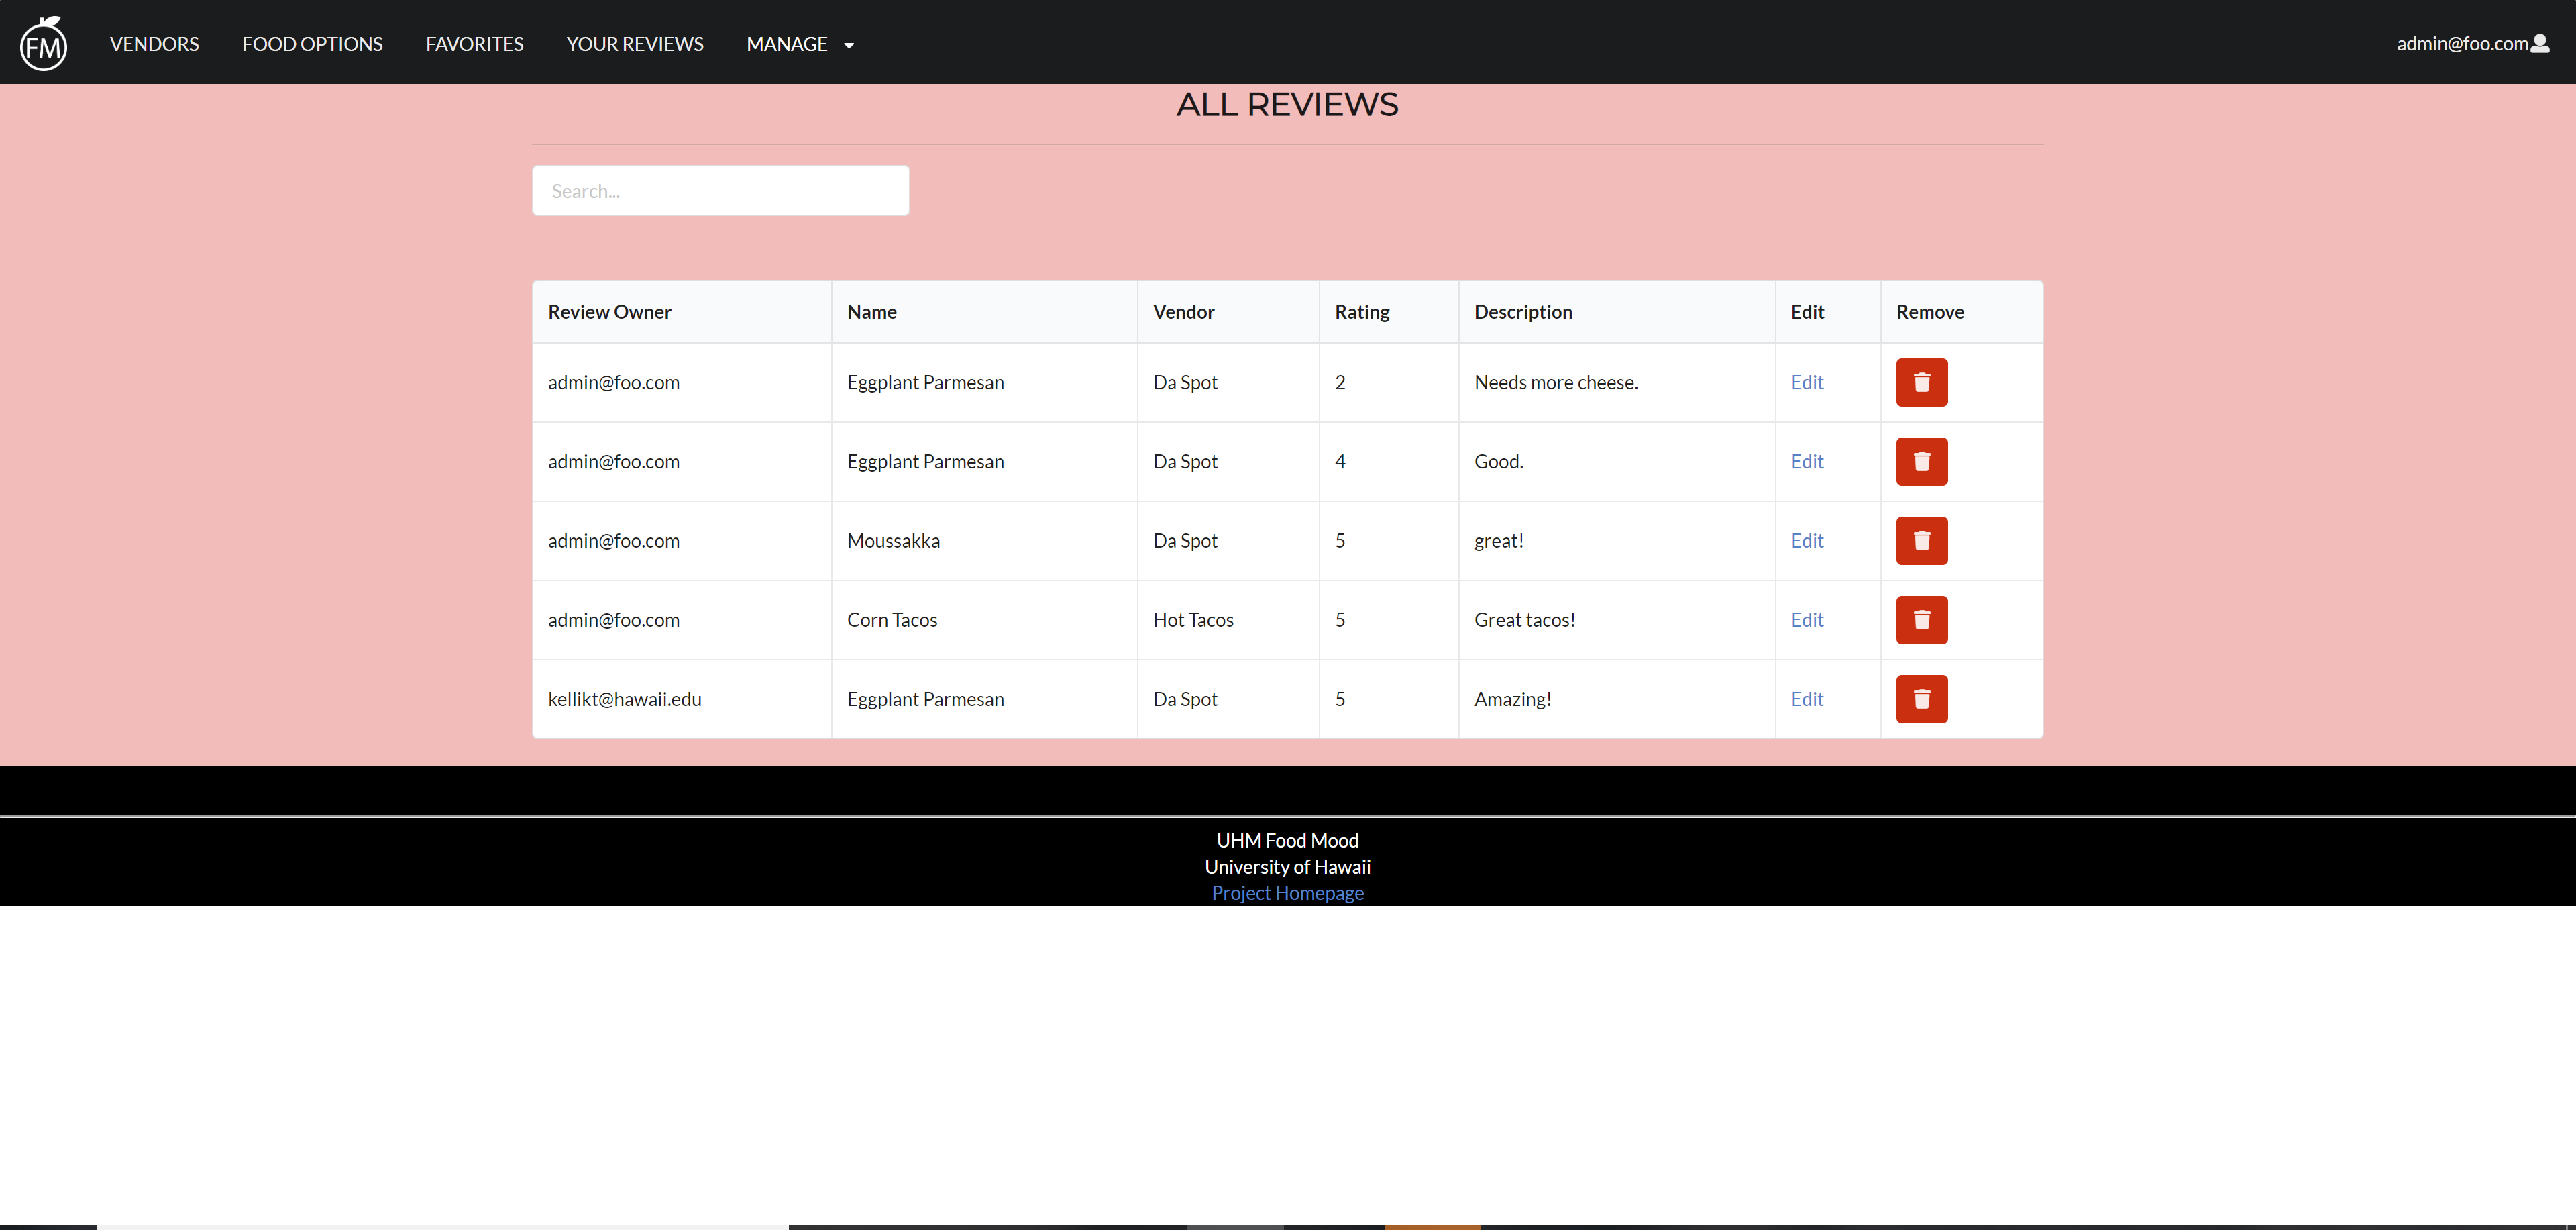 FM VENDORS FOOD OPTIONS FAVORITES YOUR REVIEWS MANAGE admin@foo.com
ALL REVIEWS
Search...
Review Owner Name Vendor Rating Description Edit Remove
admin@foo.com Eggplant Parmesan Da Spot 2 Needs more cheese. Edit
admin@foo.com Eggplant Parmesan Da Spot 4 Good. Edit
admin@foo.com Moussakka Da Spot 5 great! Edit
admin@foo.com Corn Tacos Hot Tacos 5 Great tacos! Edit
kellikt@hawaii.edu Eggplant Parmesan Da Spot 5 Amazing! Edit
UHM Food Mood
University of Hawaii
Project Homepage